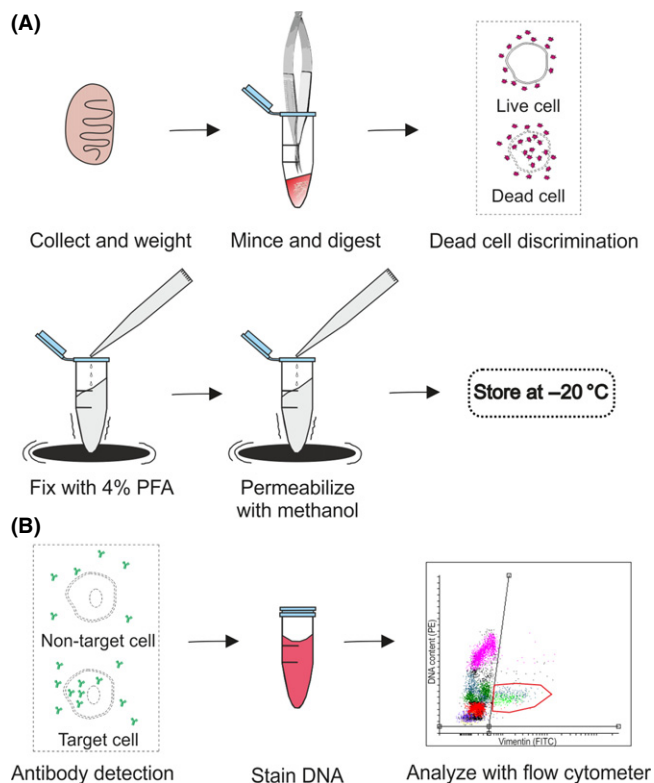 (A)
Live cell
Dead cell
Collect and weight
Mince and digest
Dead cell discrimination
Store at –20 °C
Fix with 4% PFA
Permeabilize
with methanol
(B)
Non-target cell
Target cell
DNA content (PE)
Vimentin (FITC)
Antibody detection
Stain DNA
Analyze with flow cytometer